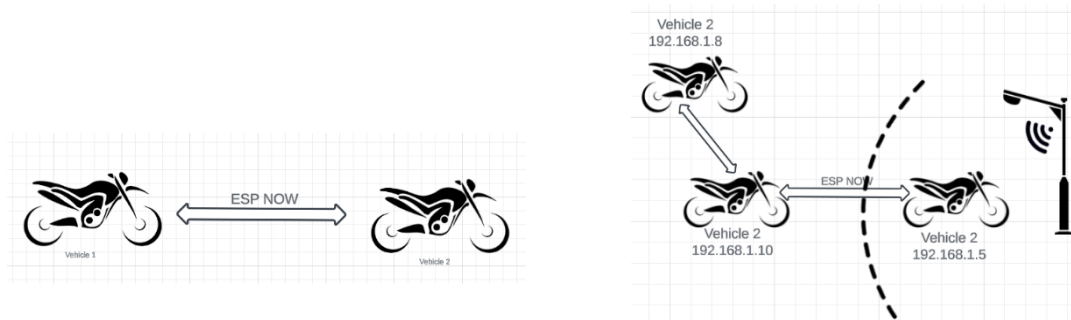 ESP NOW
Vehicle 1
Vehicle 2
Vehicle 2
192.168.1.8
ESP NOW
Vehicle 2
192.168.1.10
Vehicle 2
192.168.1.5